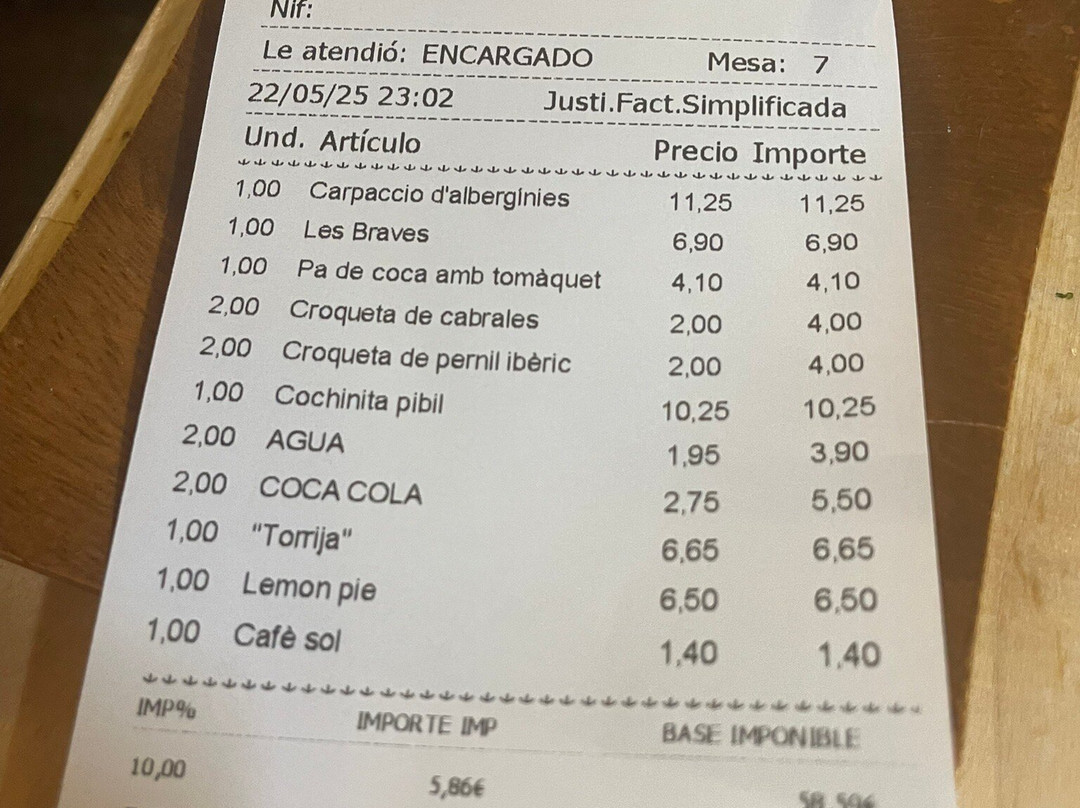 Nif:
Le atendió: ENCARGADO Mesa: 7
22/05/25 23:02 Justi.Fact.Simplificada
Und. Artículo Precio Importe
1,00 Carpaccio d'albergínies 11,25 11,25
1,00 Les Braves 6,90 6,90
1,00 Pa de coca amb tomàquet 4,10 4,10
2,00 Croqueta de cabrales 2,00 4,00
2,00 Croqueta de pernil ibèric 2,00 4,00
1,00 Cochinita pibil 10,25 10,25
2,00 AGUA 1,95 3,90
2,00 COCA COLA 2,75 5,50
1,00 "Torrija" 6,65 6,65
1,00 Lemon pie 6,50 6,50
1,00 Cafè sol 1,40 1,40
IMP% IMPORTE IMP BASE IMPONIBLE
10,00 5,86€ 58,59€